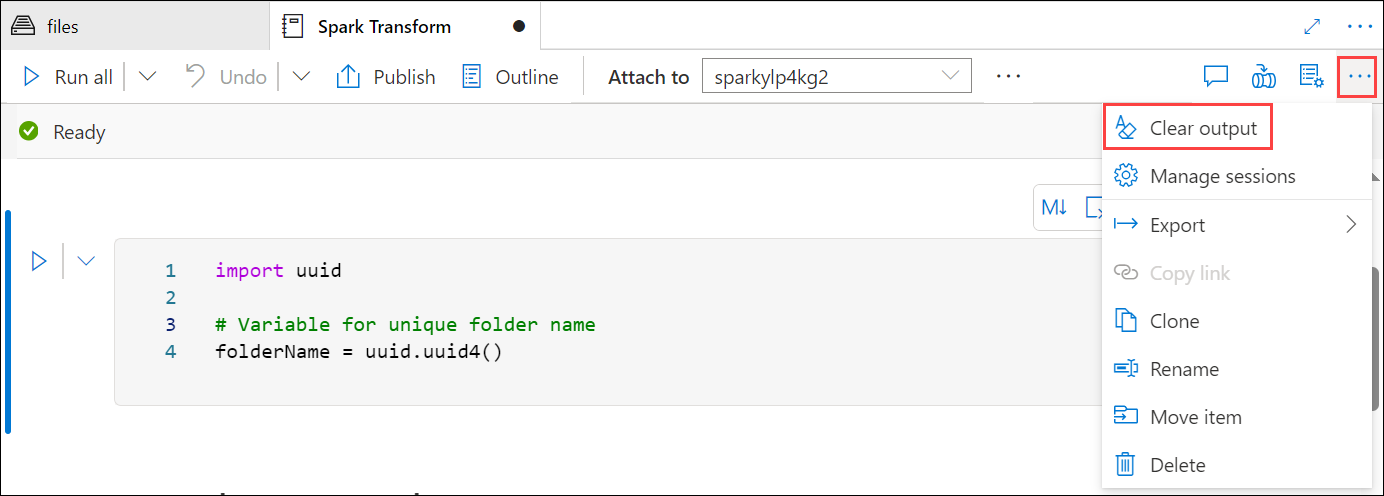 files
Spark Transform
Run all
Undo
Publish
Outline
Attach to
sparkylp4kg2
Ready
Clear output
Manage sessions
Export
Copy link
Clone
Rename
Move item
Delete
M↓
1 import uuid
2
3 # Variable for unique folder name
4 folderName = uuid.uuid4()